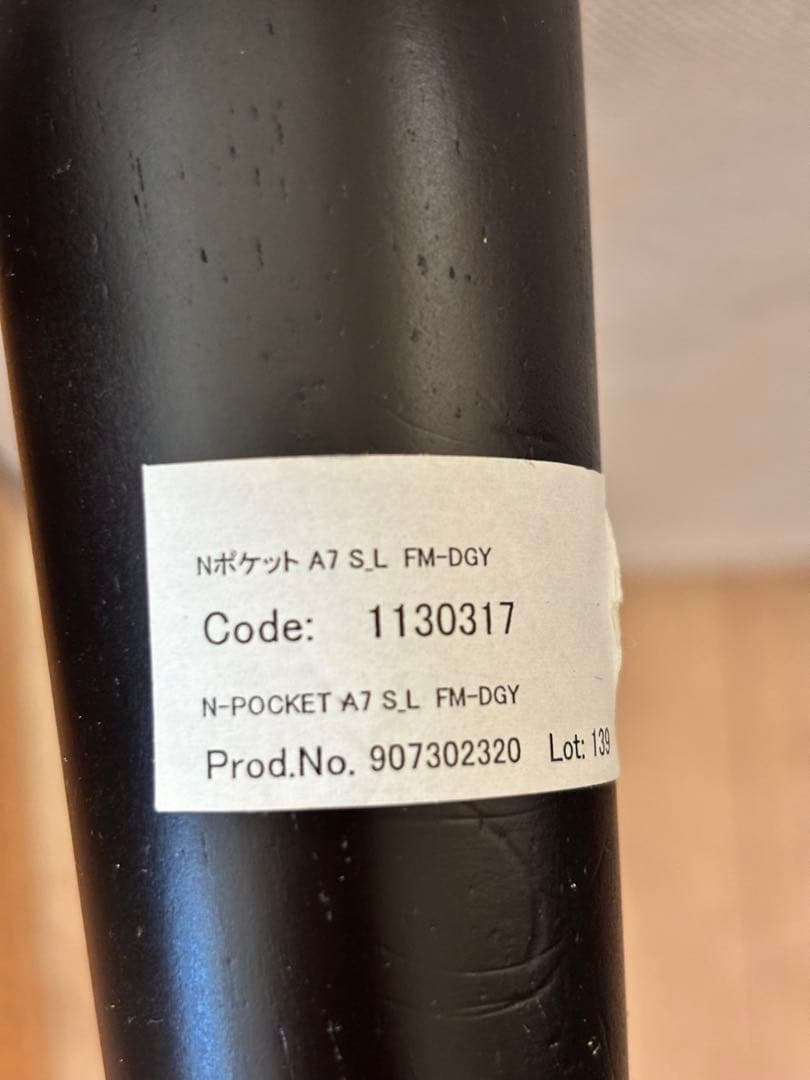 Nポケット A7 S_L FM-DGY
Code: 1130317
N-POCKET A7 S_L FM-DGY
Prod.No. 907302320 Lot: 139